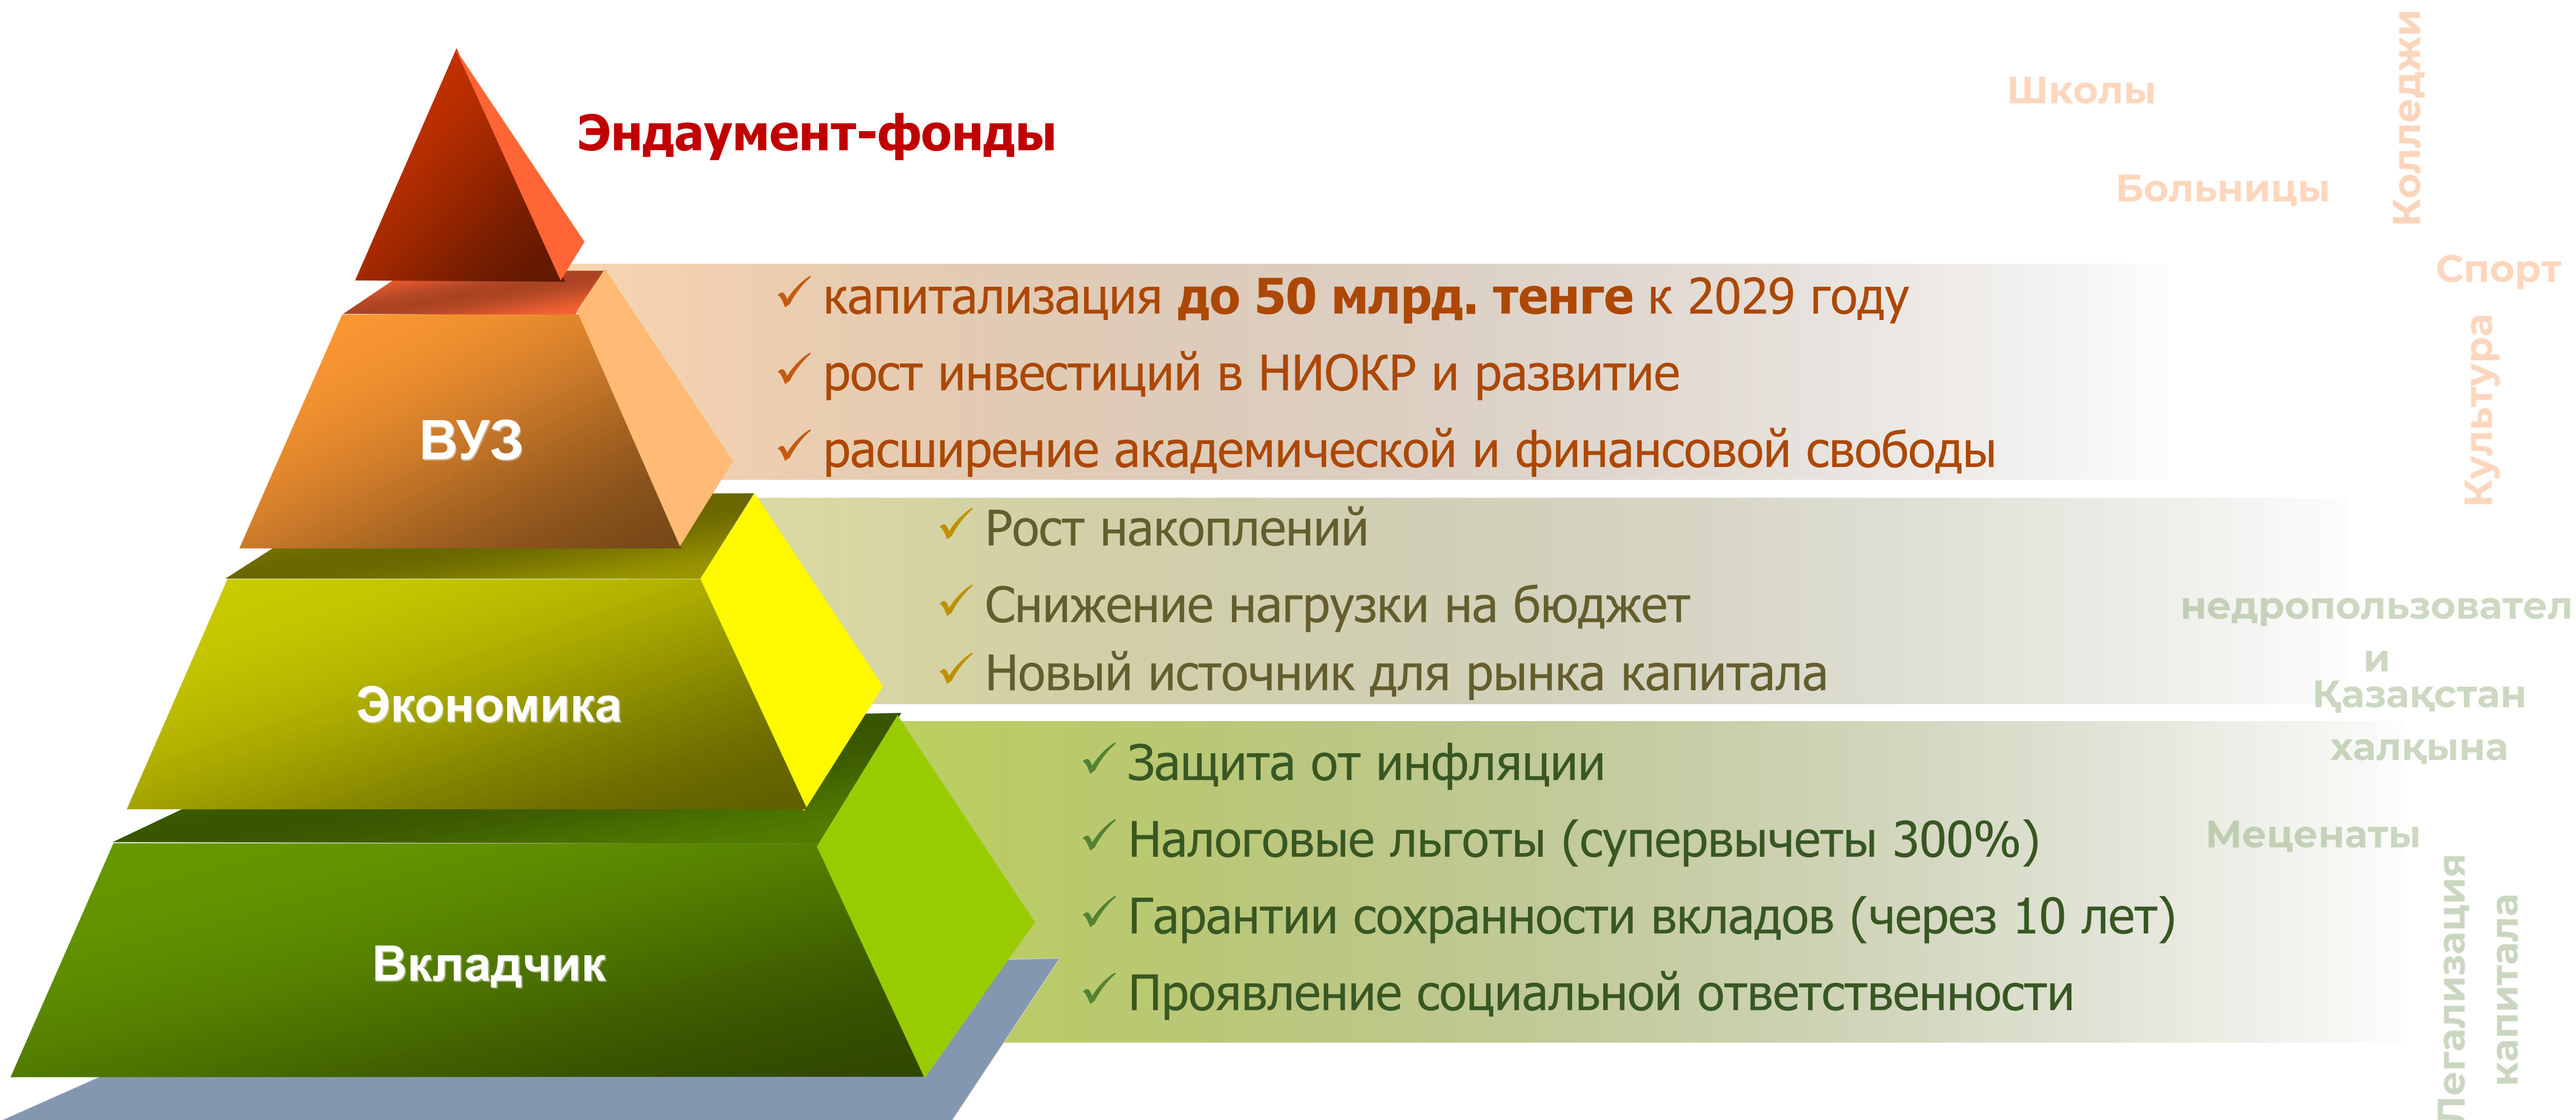 Эндаумент-фонды
ВУЗ
капитализация до 50 млрд. тенге к 2029 году
рост инвестиций в НИОКР и развитие
расширение академической и финансовой свободы
Экономика
Рост накоплений
Снижение нагрузки на бюджет
Новый источник для рынка капитала
Вкладчик
Защита от инфляции
Налоговые льготы (супервычеты 300%)
Гарантии сохранности вкладов (через 10 лет)
Проявление социальной ответственности
Школы
Колледжи
Больницы
Спорт
Культура
недропользовател
и
Қазақстан
халқына
Меценаты
Легализация
капитала